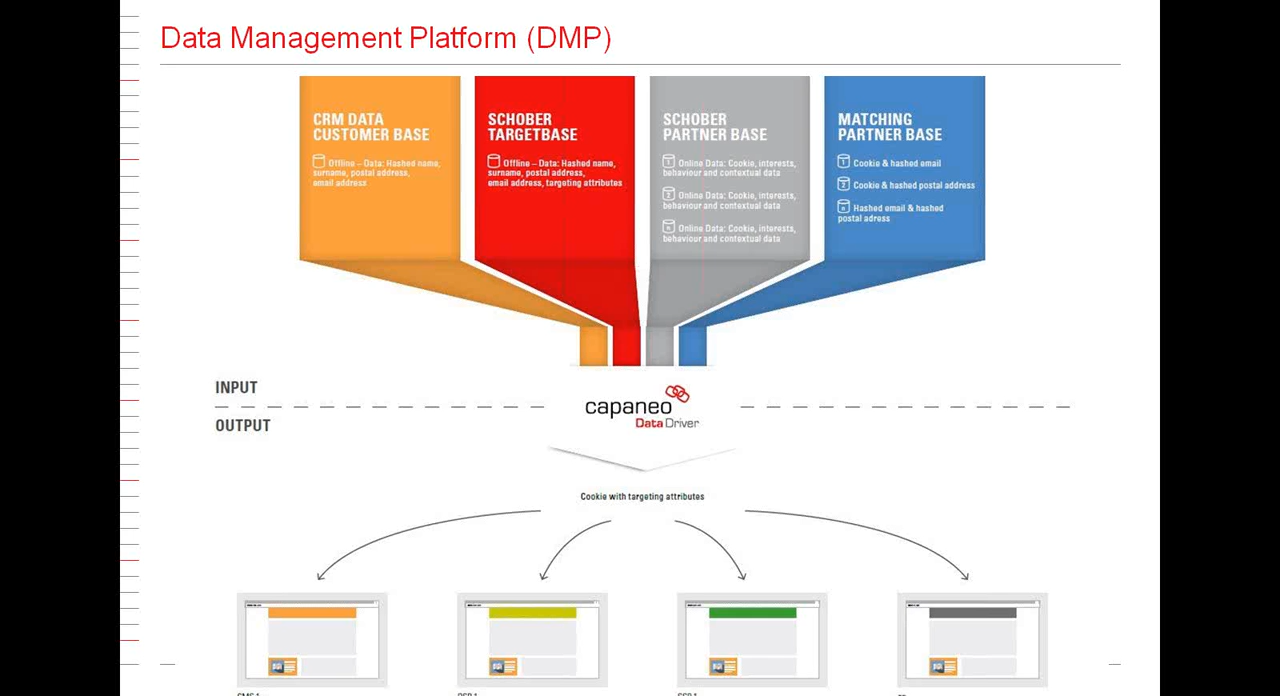 Data Management Platform (DMP)
CRM DATA
CUSTOMER BASE
Offline – Data: Hashed name,
surname, postal address,
email address
SCHOBER
TARGETBASE
Offline – Data: Hashed name,
surname, postal address,
email address, targeting attributes
SCHOBER
PARTNER BASE
1 Online Data: Cookie, interests,
behaviour and contextual data
2 Online Data: Cookie, interests,
behaviour and contextual data
n Online Data: Cookie, interests,
behaviour and contextual data
MATCHING
PARTNER BASE
1 Cookie & hashed email
2 Cookie & hashed postal address
n Hashed email & hashed
postal adress
INPUT
capaneo
Data Driver
OUTPUT
Cookie with targeting attributes